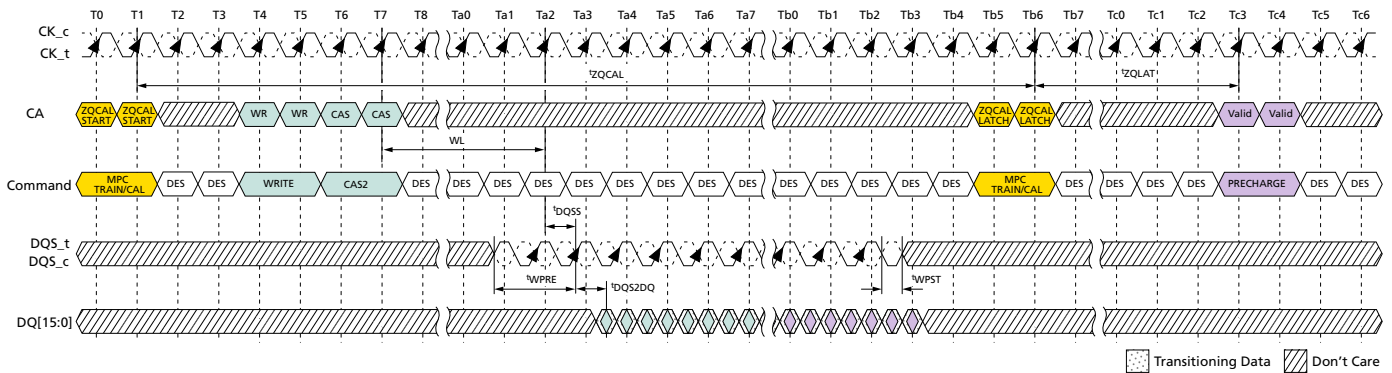 T0 T1 T2 T3 T4 T5 T6 T7 T8 Ta0 Ta1 Ta2 Ta3 Ta4 Ta5 Ta6 Ta7 Tb0 Tb1 Tb2 Tb3 Tb4 Tb5 Tb6 Tb7 Tc0 Tc1 Tc2 Tc3 Tc4 Tc5 Tc6
CK_c
CK_t
tZQCAL tZQLAT
CA ZQCAL START ZQCAL START WR WR CAS CAS ZQCAL LATCH ZQCAL LATCH Valid Valid
WL
Command MPC TRAIN/CAL DES DES WRITE CAS2 DES DES DES DES DES DES DES DES DES DES DES DES DES DES MPC TRAIN/CAL DES DES DES DES PRECHARGE DES DES
tDQSS
DQS_t
DQS_c
tWPRE tDQS2DQ tWPST
DQ[15:0]
Transitioning Data Don't Care